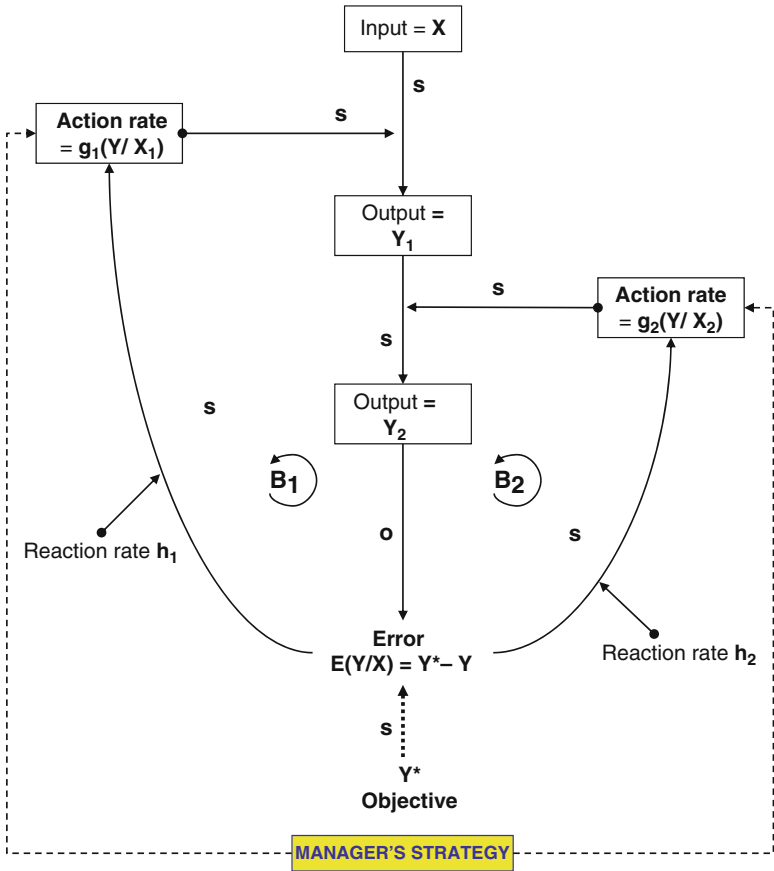 Input = X
s
Action rate
= g₁(Y/ X₁)
s
Output =
Y₁
s
Action rate
= g₂(Y/ X₂)
s
Output =
Y₂
s
B₁
B₂
o
s
Reaction rate h₁
Error
E(Y/X) = Y*– Y
Reaction rate h₂
s
Y*
Objective
MANAGER'S STRATEGY